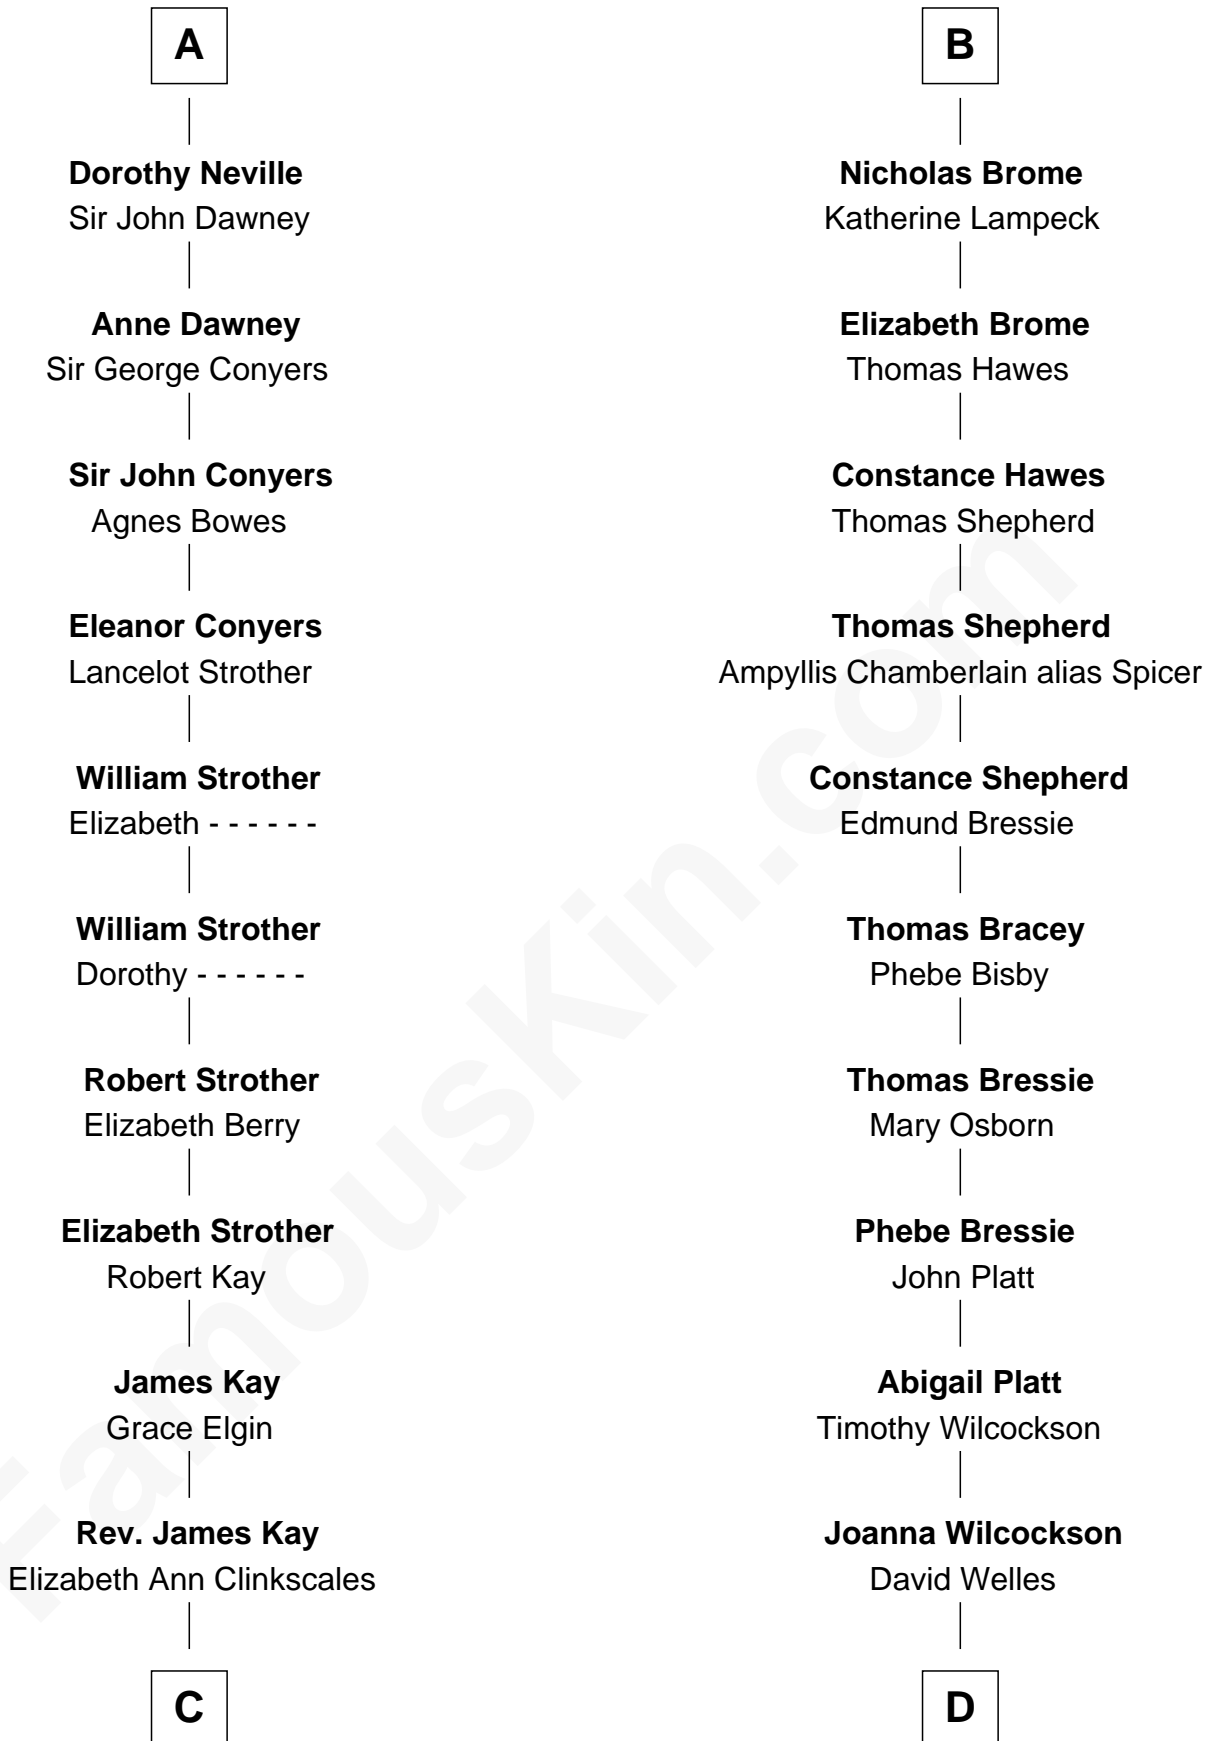 A
Dorothy Neville
Sir John Dawney
Anne Dawney
Sir George Conyers
Sir John Conyers
Agnes Bowes
Eleanor Conyers
Lancelot Strother
William Strother
Elizabeth - - - - - -
William Strother
Dorothy - - - - - -
Robert Strother
Elizabeth Berry
Elizabeth Strother
Robert Kay
James Kay
Grace Elgin
Rev. James Kay
Elizabeth Ann Clinkscales
C
B
Nicholas Brome
Katherine Lampeck
Elizabeth Brome
Thomas Hawes
Constance Hawes
Thomas Shepherd
Thomas Shepherd
Ampyllis Chamberlain alias Spicer
Constance Shepherd
Edmund Bressie
Thomas Bracey
Phebe Bisby
Thomas Bressie
Mary Osborn
Phebe Bressie
John Platt
Abigail Platt
Timothy Wilcockson
Joanna Wilcockson
David Welles
D
FamousKin.com